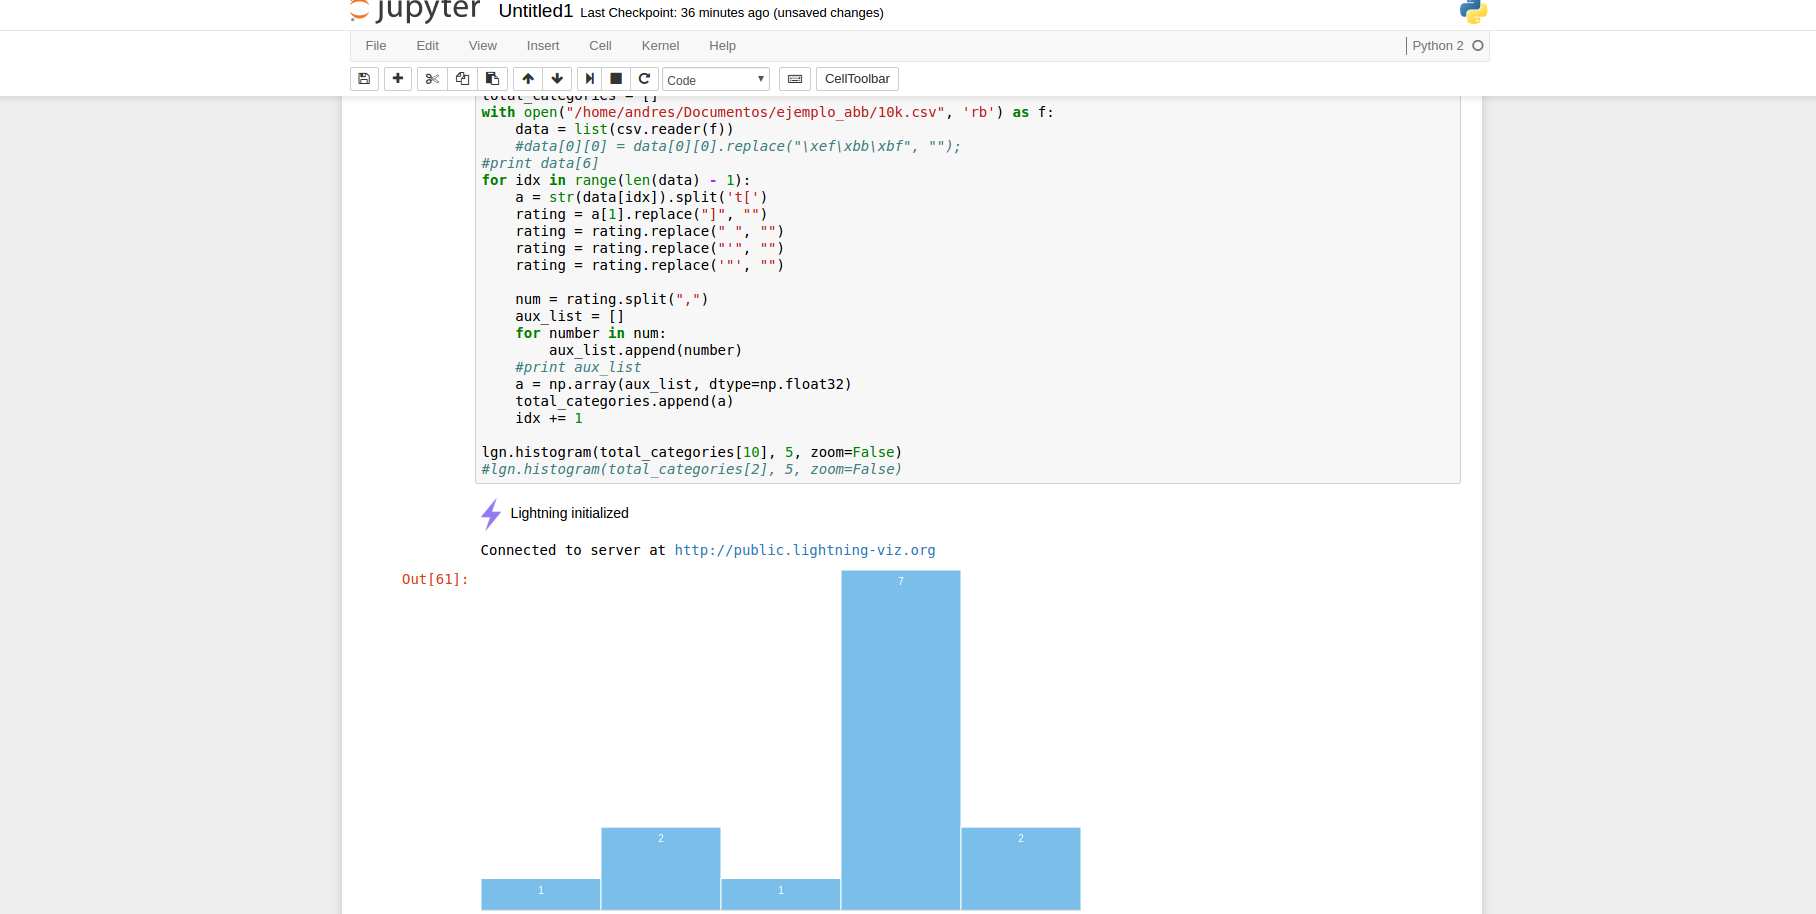 jupyter Untitled1 Last Checkpoint: 36 minutes ago (unsaved changes)
File Edit View Insert Cell Kernel Help Python 2
Code CellToolbar
total_categories = []
with open("/home/andres/Documentos/ejemplo_abb/10k.csv", 'rb') as f:
    data = list(csv.reader(f))
    #data[0][0] = data[0][0].replace("\xef\xbb\xbf", "");
#print data[6]
for idx in range(len(data) - 1):
    a = str(data[idx]).split('t[')
    rating = a[1].replace("]", "")
    rating = rating.replace(" ", "")
    rating = rating.replace("'", "")
    rating = rating.replace('"', "")
    num = rating.split(",")
    aux_list = []
    for number in num:
        aux_list.append(number)
    #print aux_list
    a = np.array(aux_list, dtype=np.float32)
    total_categories.append(a)
    idx += 1
lgn.histogram(total_categories[10], 5, zoom=False)
#lgn.histogram(total_categories[2], 5, zoom=False)
Lightning initialized
Connected to server at http://public.lightning-viz.org
Out[61]:
7
2
2
1
1